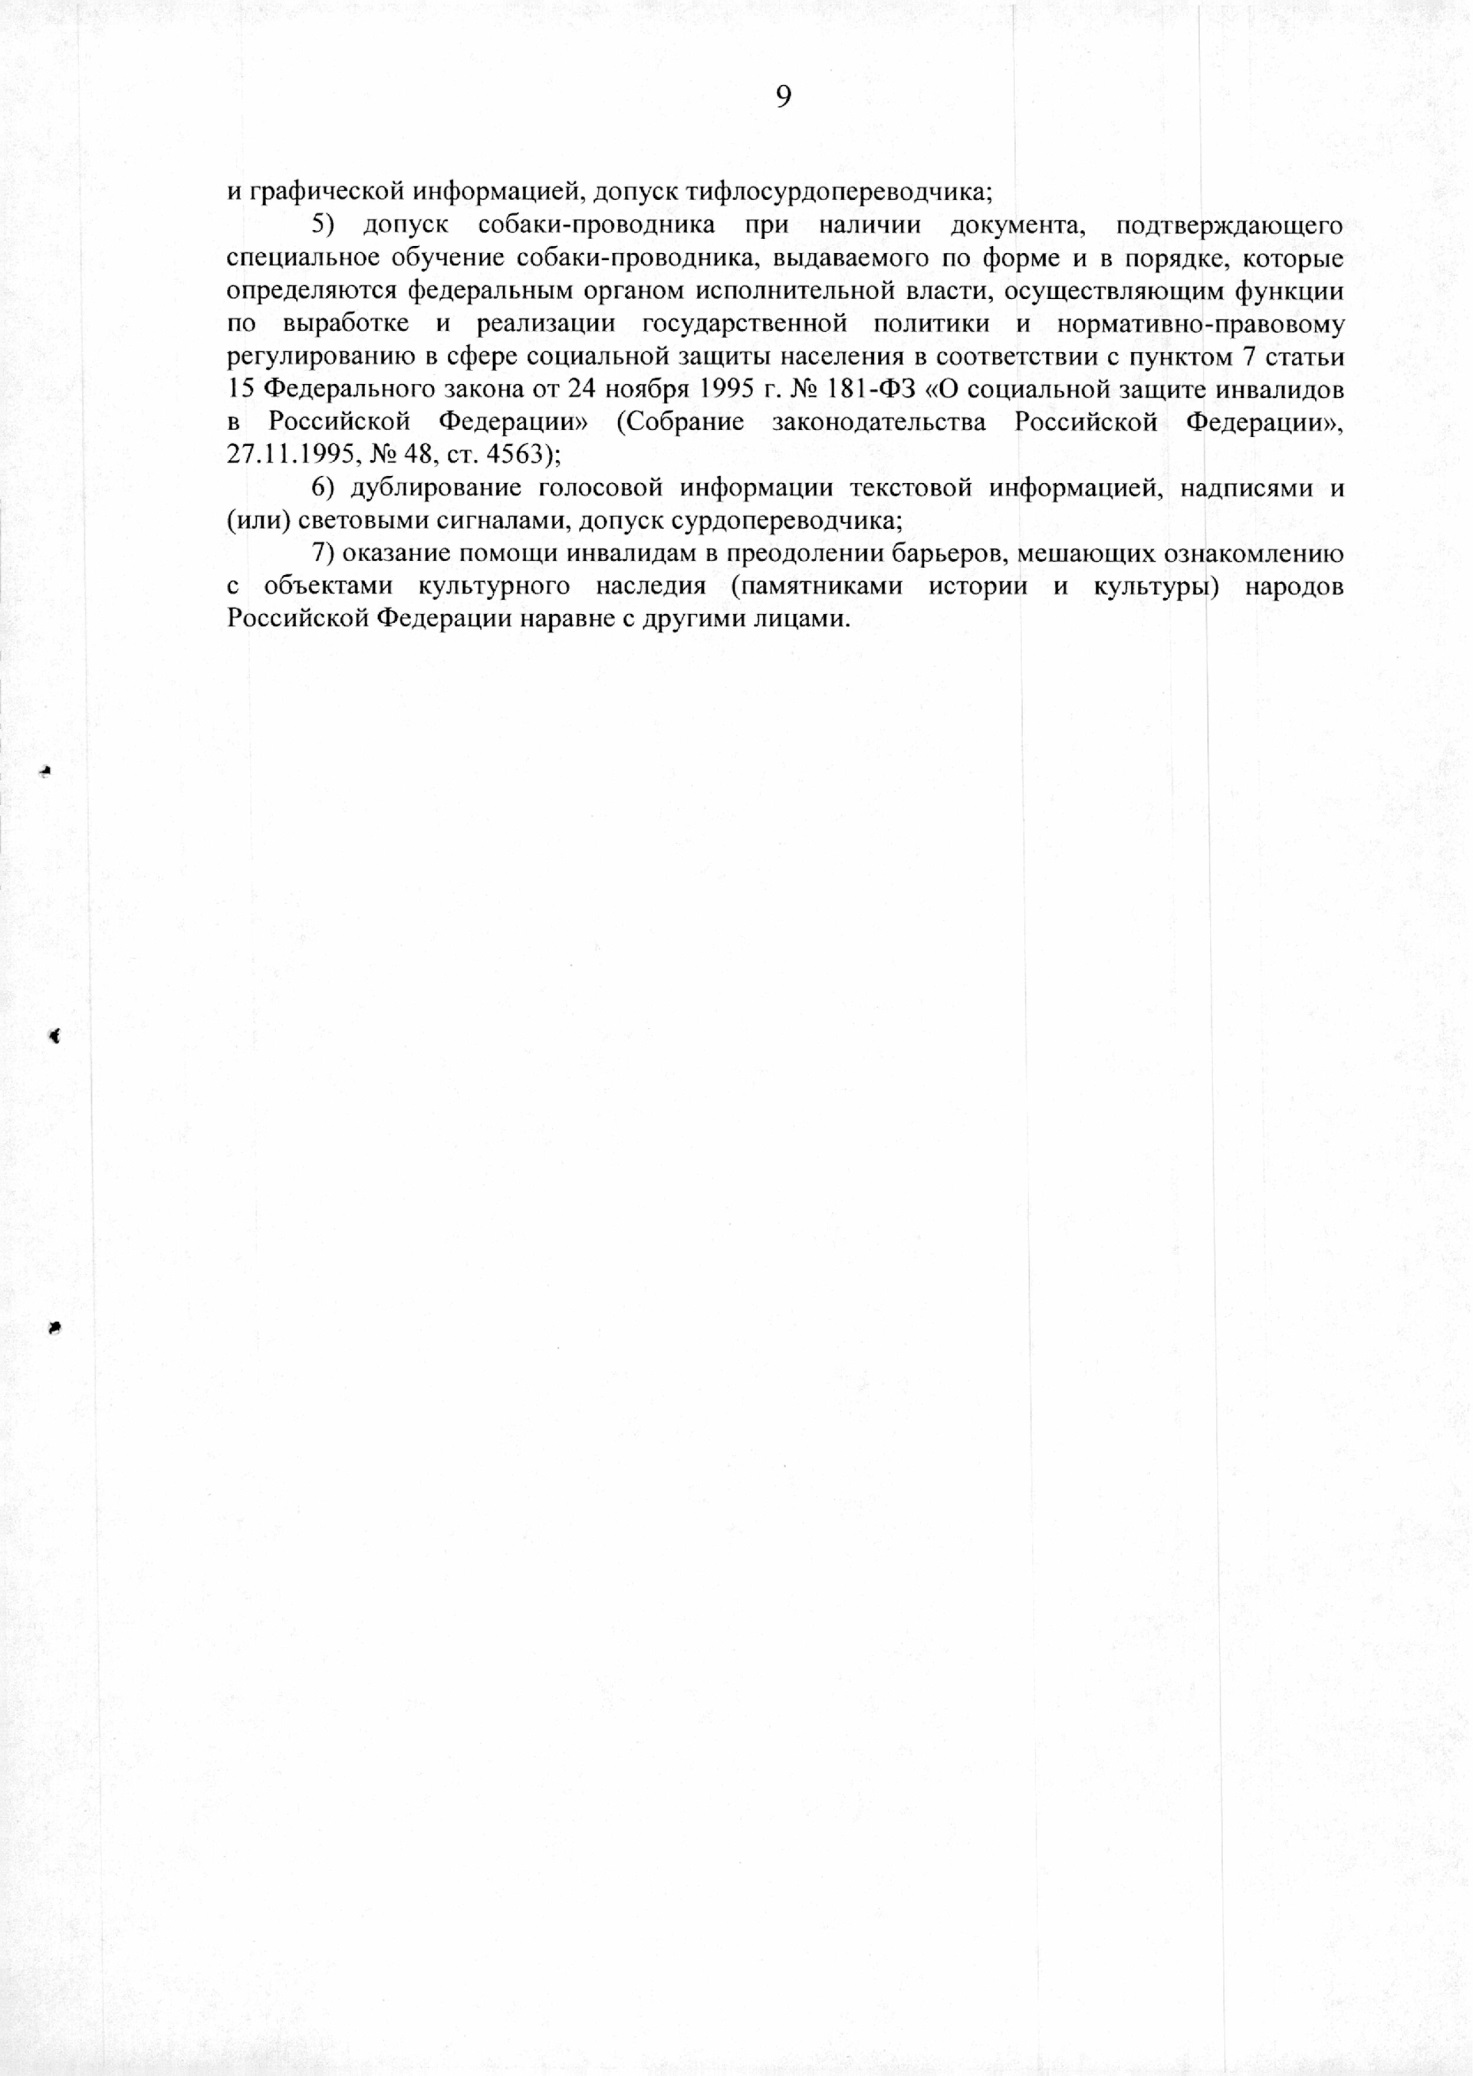 9
и графической информацией, допуск тифлосурдопереводчика;
5) допуск собаки-проводника при наличии документа, подтверждающего
специальное обучение собаки-проводника, выдаваемого по форме и в порядке, которые
определяются федеральным органом исполнительной власти, осуществляющим функции
по выработке и реализации государственной политики и нормативно-правовому
регулированию в сфере социальной защиты населения в соответствии с пунктом 7 статьи
15 Федерального закона от 24 ноября 1995 г. № 181-ФЗ «О социальной защите инвалидов
в Российской Федерации» (Собрание законодательства Российской Федерации»,
27.11.1995, № 48, ст. 4563);
6) дублирование голосовой информации текстовой информацией, надписями и
(или) световыми сигналами, допуск сурдопереводчика;
7) оказание помощи инвалидам в преодолении барьеров, мешающих ознакомлению
с объектами культурного наследия (памятниками истории и культуры) народов
Российской Федерации наравне с другими лицами.